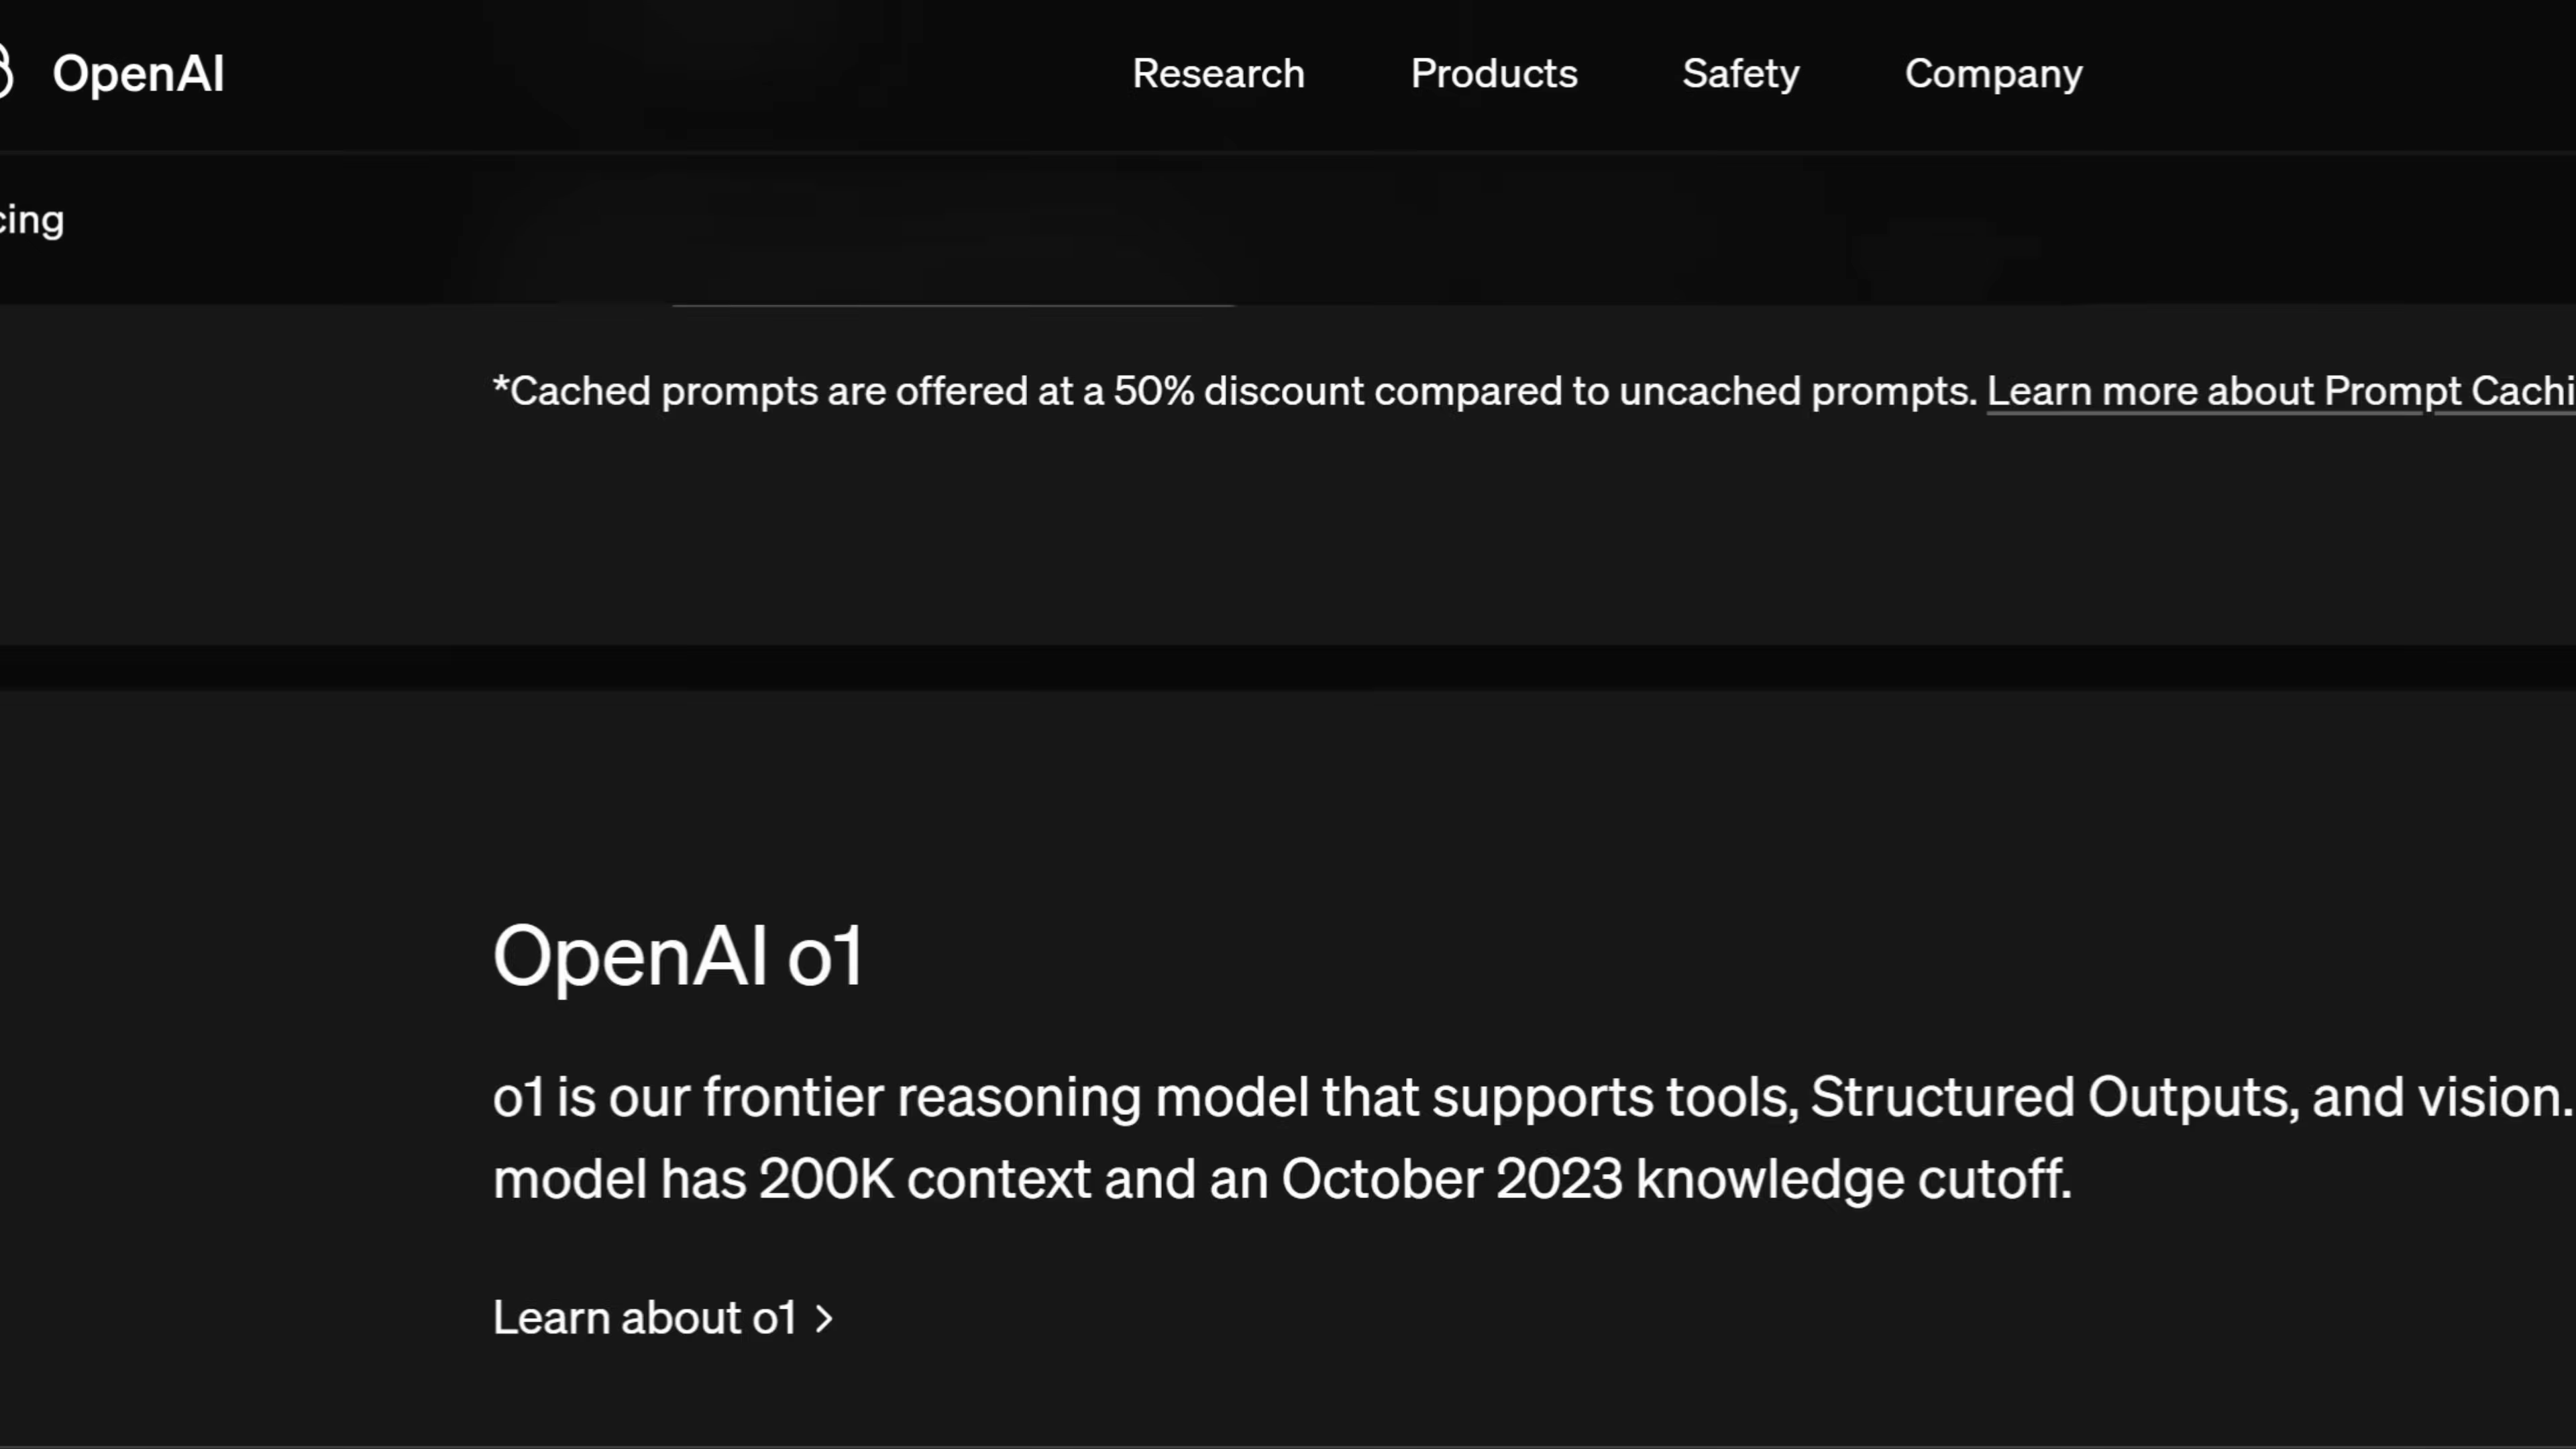 OpenAI
Research
Products
Safety
Company
cing
*Cached prompts are offered at a 50% discount compared to uncached prompts. Learn more about Prompt Cachi
OpenAI o1
o1 is our frontier reasoning model that supports tools, Structured Outputs, and vision.
model has 200K context and an October 2023 knowledge cutoff.
Learn about o1 >